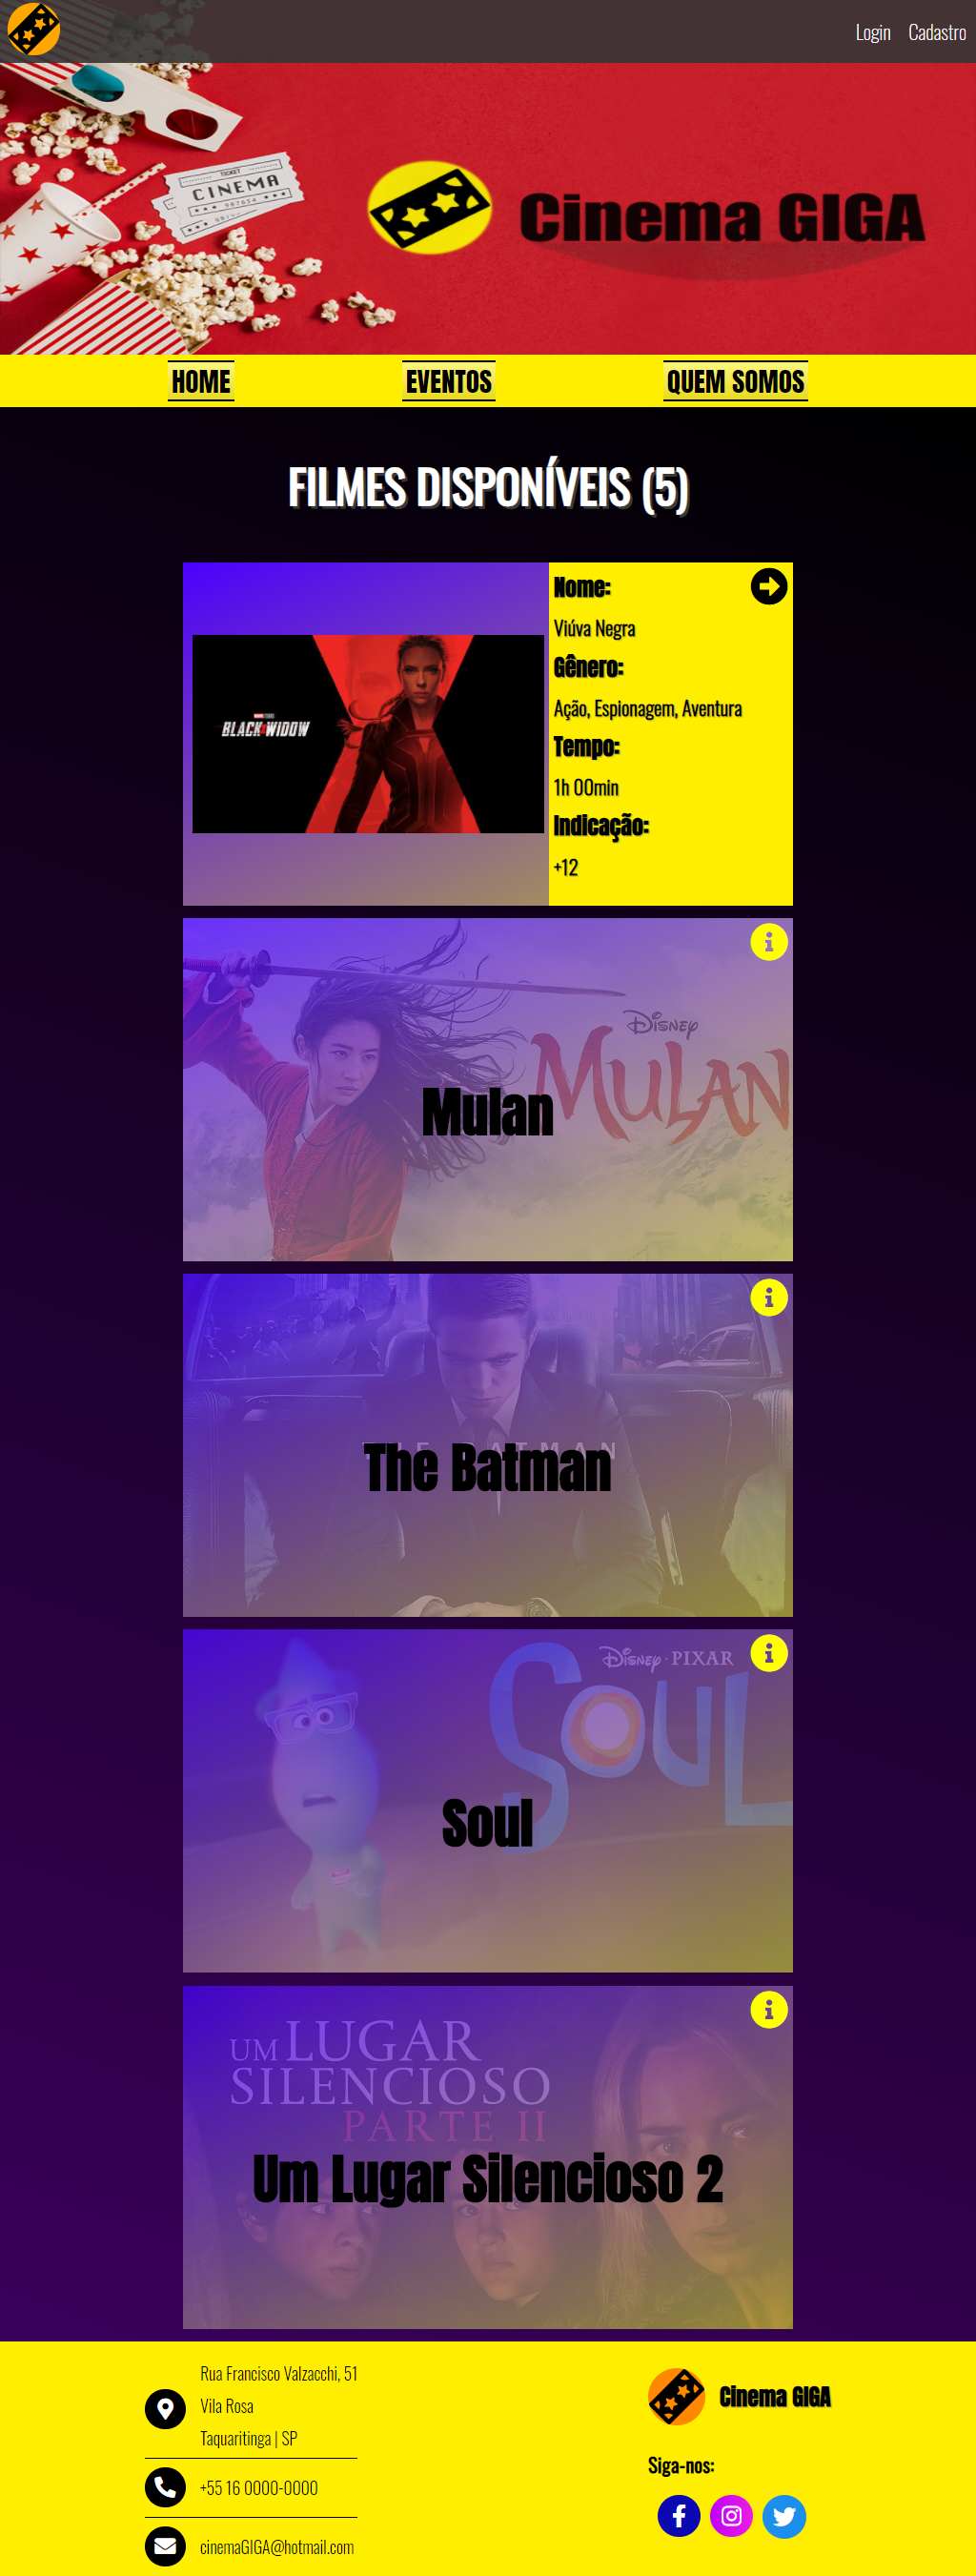 Login Cadastro
TICKET
CINEMA
987654
Cinema GIGA
HOME EVENTOS QUEM SOMOS
FILMES DISPONÍVEIS (5)
BLACK WIDOW
Nome:
Viúva Negra
Gênero:
Ação, Espionagem, Aventura
Tempo:
1h 00min
Indicação:
+12
DISNEY
MULAN
Mulan
THE BATMAN
The Batman
DISNEY · PIXAR
SOUL
Soul
UM LUGAR
SILENCIOSO
PARTE II
Um Lugar Silencioso 2
Rua Francisco Valzacchi, 51
Vila Rosa
Taquaritinga | SP
+55 16 0000-0000
cinemaGIGA@hotmail.com
Cinema GIGA
Siga-nos: